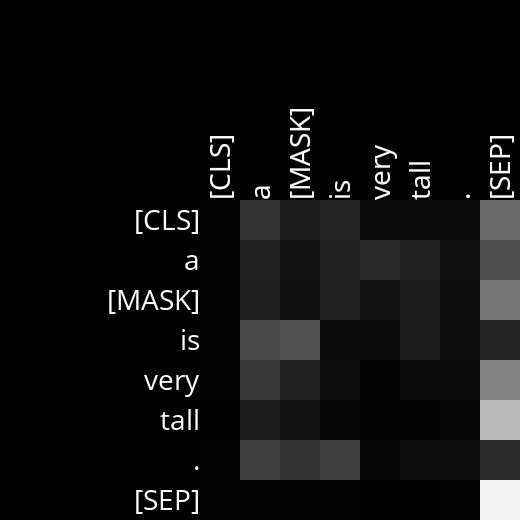 [CLS] a [MASK] is very tall . [SEP]
[CLS]
a
[MASK]
is
very
tall
.
[SEP]